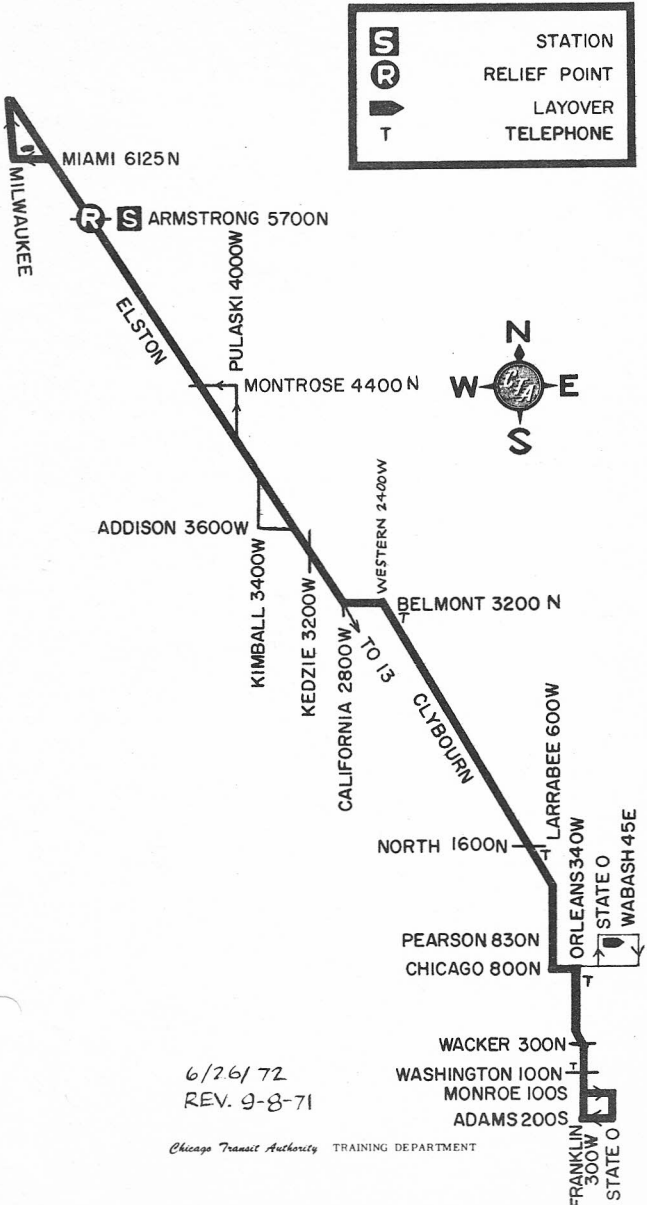 S STATION
R RELIEF POINT
LAYOVER
T TELEPHONE
MIAMI 6125N
MILWAUKEE
R S ARMSTRONG 5700N
ELSTON
PULASKI 4000W
MONTROSE 4400N
N
W CTA E
S
ADDISON 3600W
KIMBALL 3400W
KEDZIE 3200W
CALIFORNIA 2800W
WESTERN 2400W
BELMONT 3200 N
T
TO 13
CLYBOURN
LARRABEE 600W
NORTH 1600N
T
ORLEANS 340W
STATE 0
WABASH 45E
PEARSON 830N
CHICAGO 800N
T
WACKER 300N
T
WASHINGTON 100N
MONROE 100S
ADAMS 200S
FRANKLIN
300W
STATE 0
6/26/72
REV. 9-8-71
Chicago Transit Authority TRAINING DEPARTMENT